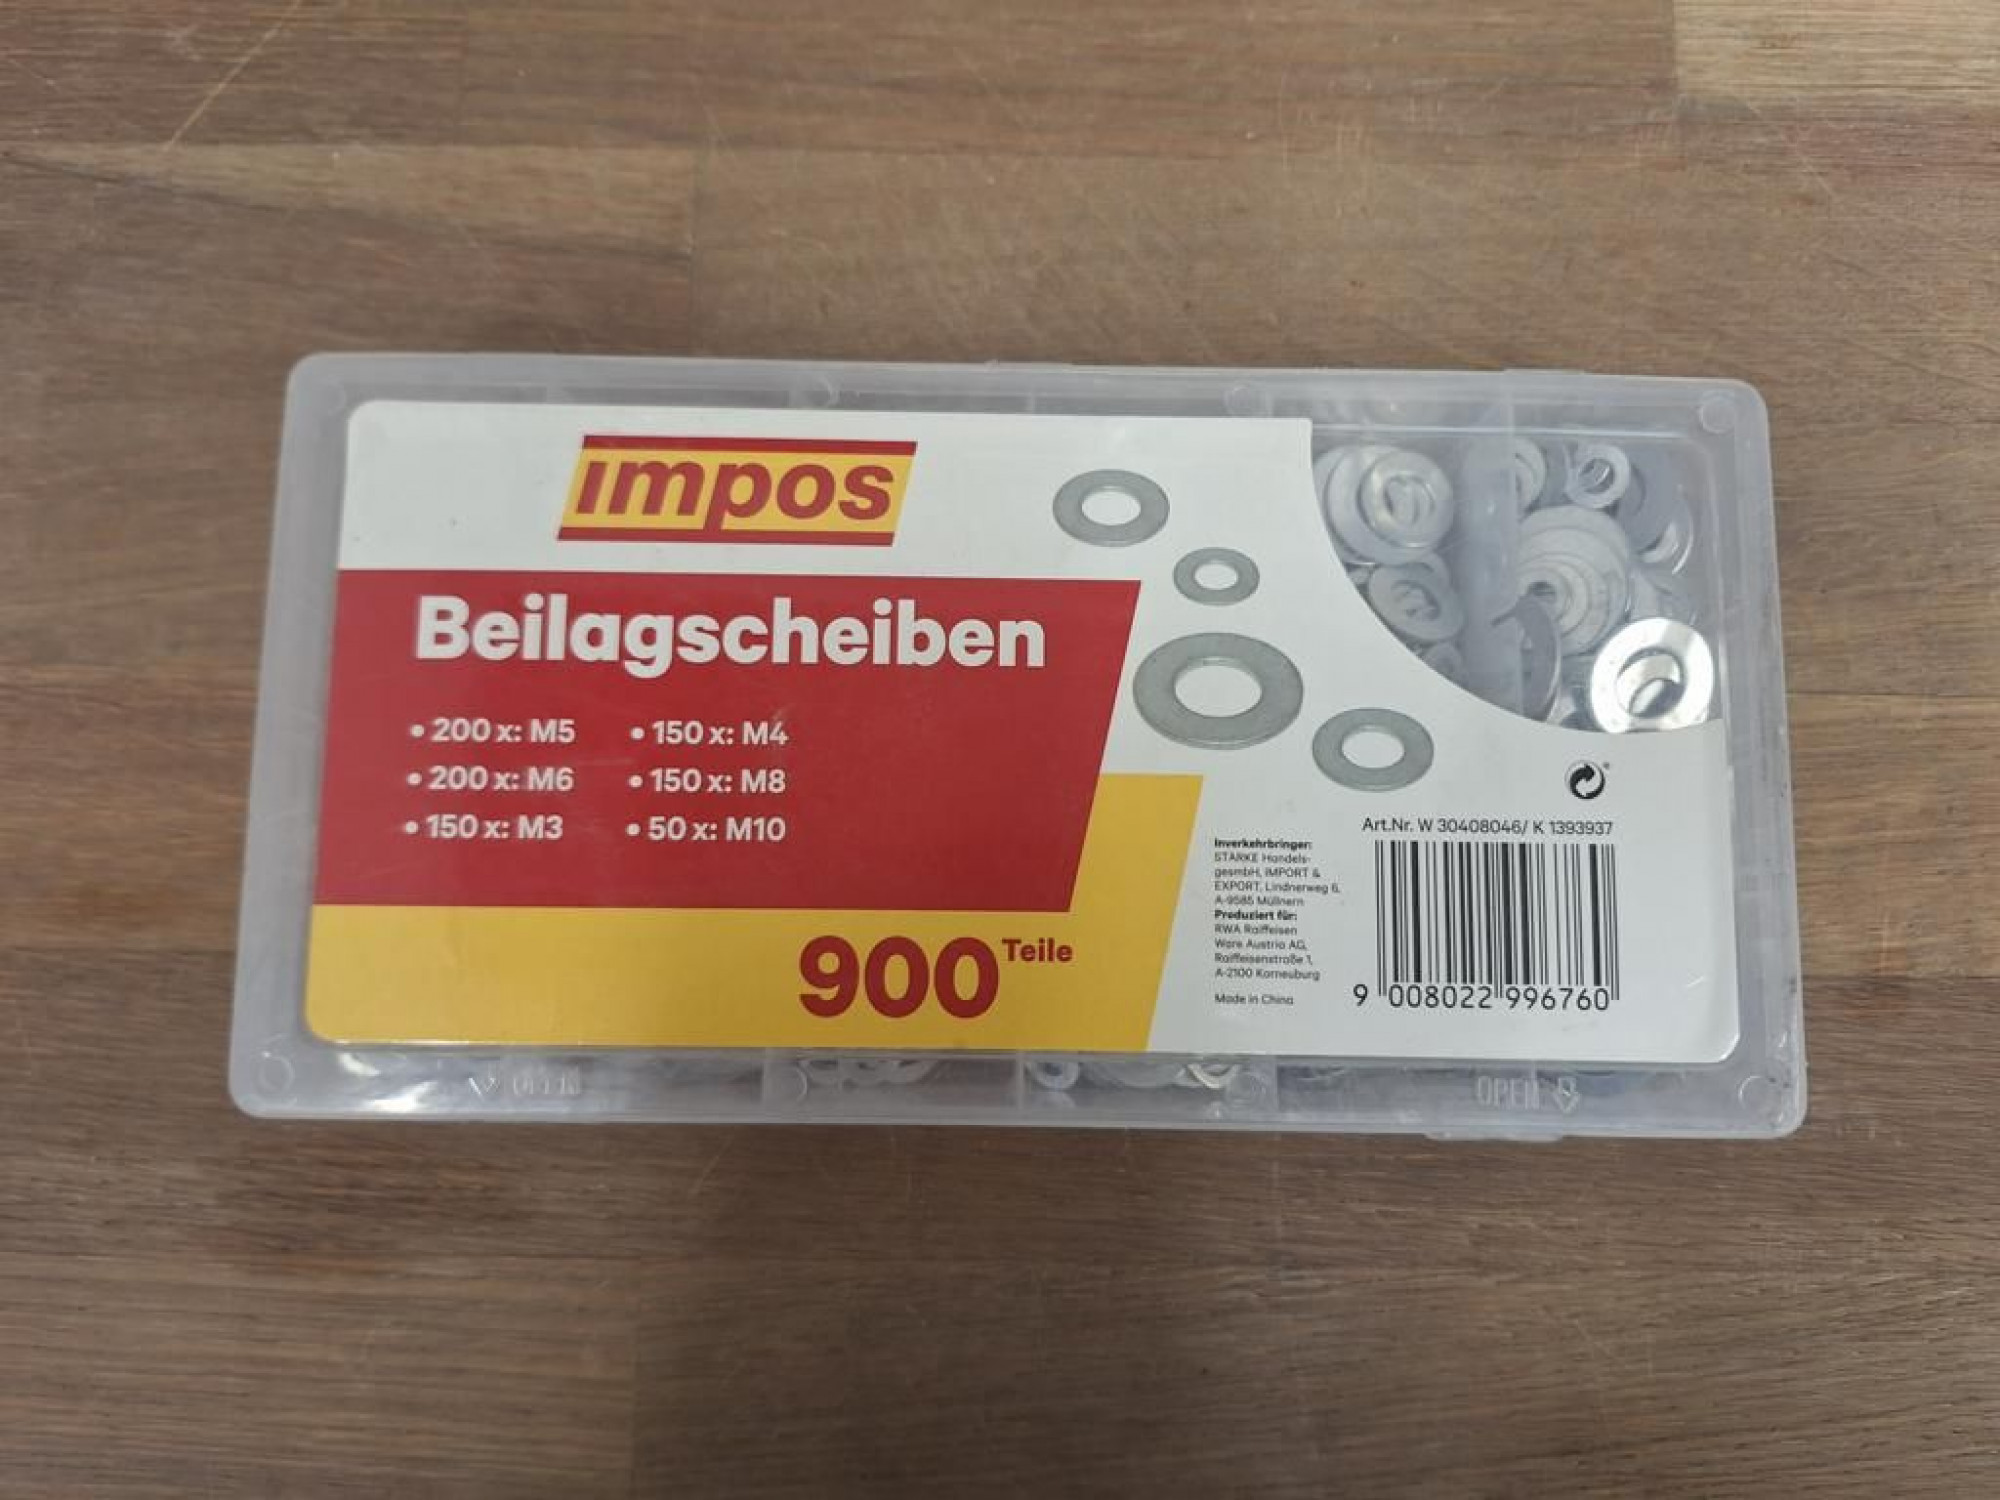 impos
Beilagscheiben
• 200 x: M5
• 150 x: M4
• 200 x: M6
• 150 x: M8
• 150 x: M3
• 50 x: M10
900 Teile
Art.Nr. W 30408046/ K 1393937
Inverkehrbringer:
STARKE Handels-
gesmbH, IMPORT &
EXPORT, Lindnerweg 6,
A-9585 Müllnern
Produziert für:
RWA Raiffeisen
Ware Austria AG,
Raiffeisenstraße 1,
A-2100 Korneuburg
Made in China
9 008022 996760
OPEN
OPEN